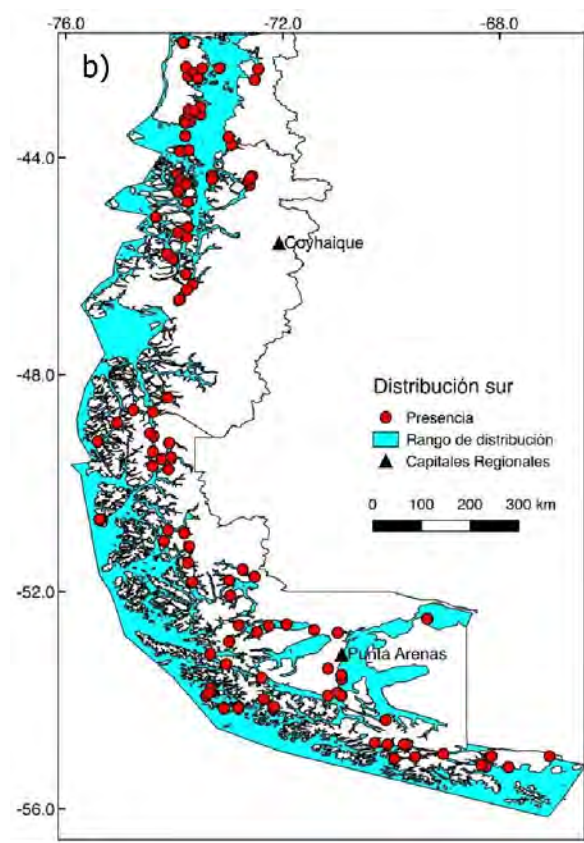 -76.0 -72.0 -68.0
b)
-44.0
Coyhaique
-48.0
Distribución sur
Presencia
Rango de distribución
Capitales Regionales
0 100 200 300 km
-52.0
Punta Arenas
-56.0